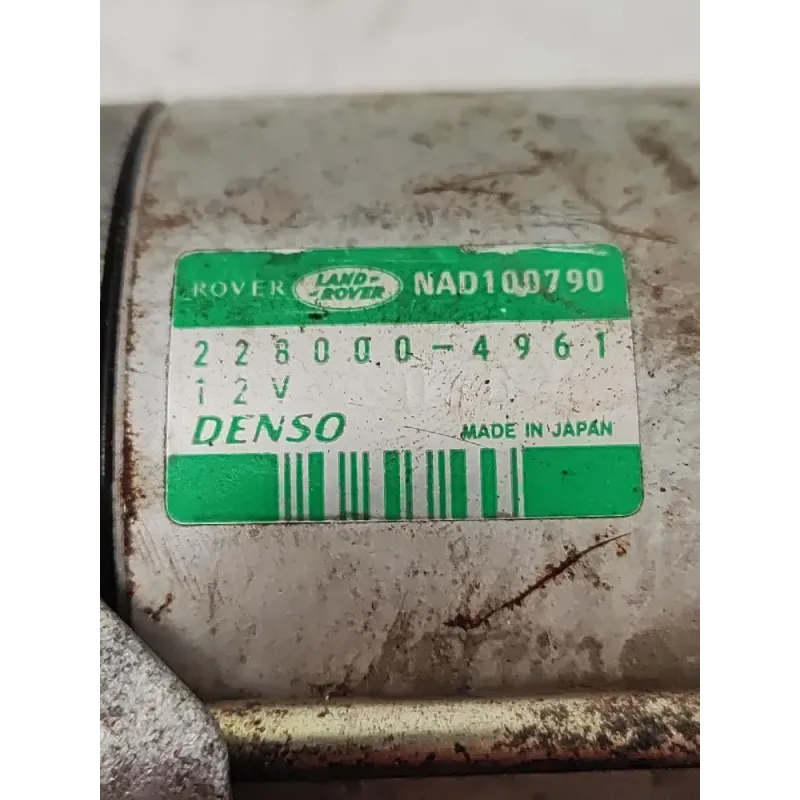 ROVER LAND-ROVER NAD100790
228000-4961
12V
DENSO MADE IN JAPAN